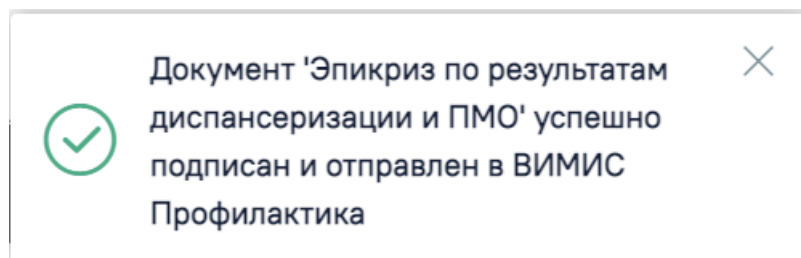 Документ 'Эпикриз по результатам
диспансеризации и ПМО' успешно
подписан и отправлен в ВИМИС
Профилактика